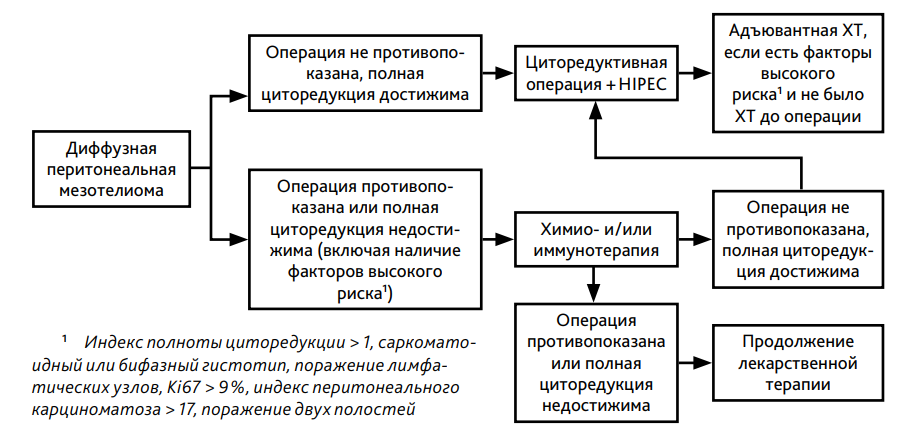 Диффузная
перитонеальная
мезотелиома
Операция не противопо-
казана, полная
циторедукция достижима
Циторедуктивная
операция + HIPEC
Адъювантная ХТ,
если есть факторы
высокого
риска¹ и не было
ХТ до операции
Операция противопо-
казана или полная
циторедукция недости-
жима (включая наличие
факторов высокого
риска¹)
Химио- и/или
иммунотерапия
Операция не
противопоказана,
полная циторедук-
ция достижима
Операция
противопоказана
или полная
циторедукция
недостижима
Продолжение
лекарственной
терапии
¹ Индекс полноты циторедукции > 1, саркомато-
идный или бифазный гистотип, поражение лимфа-
тических узлов, Ki67 > 9 %, индекс перитонеального
карциноматоза > 17, поражение двух полостей